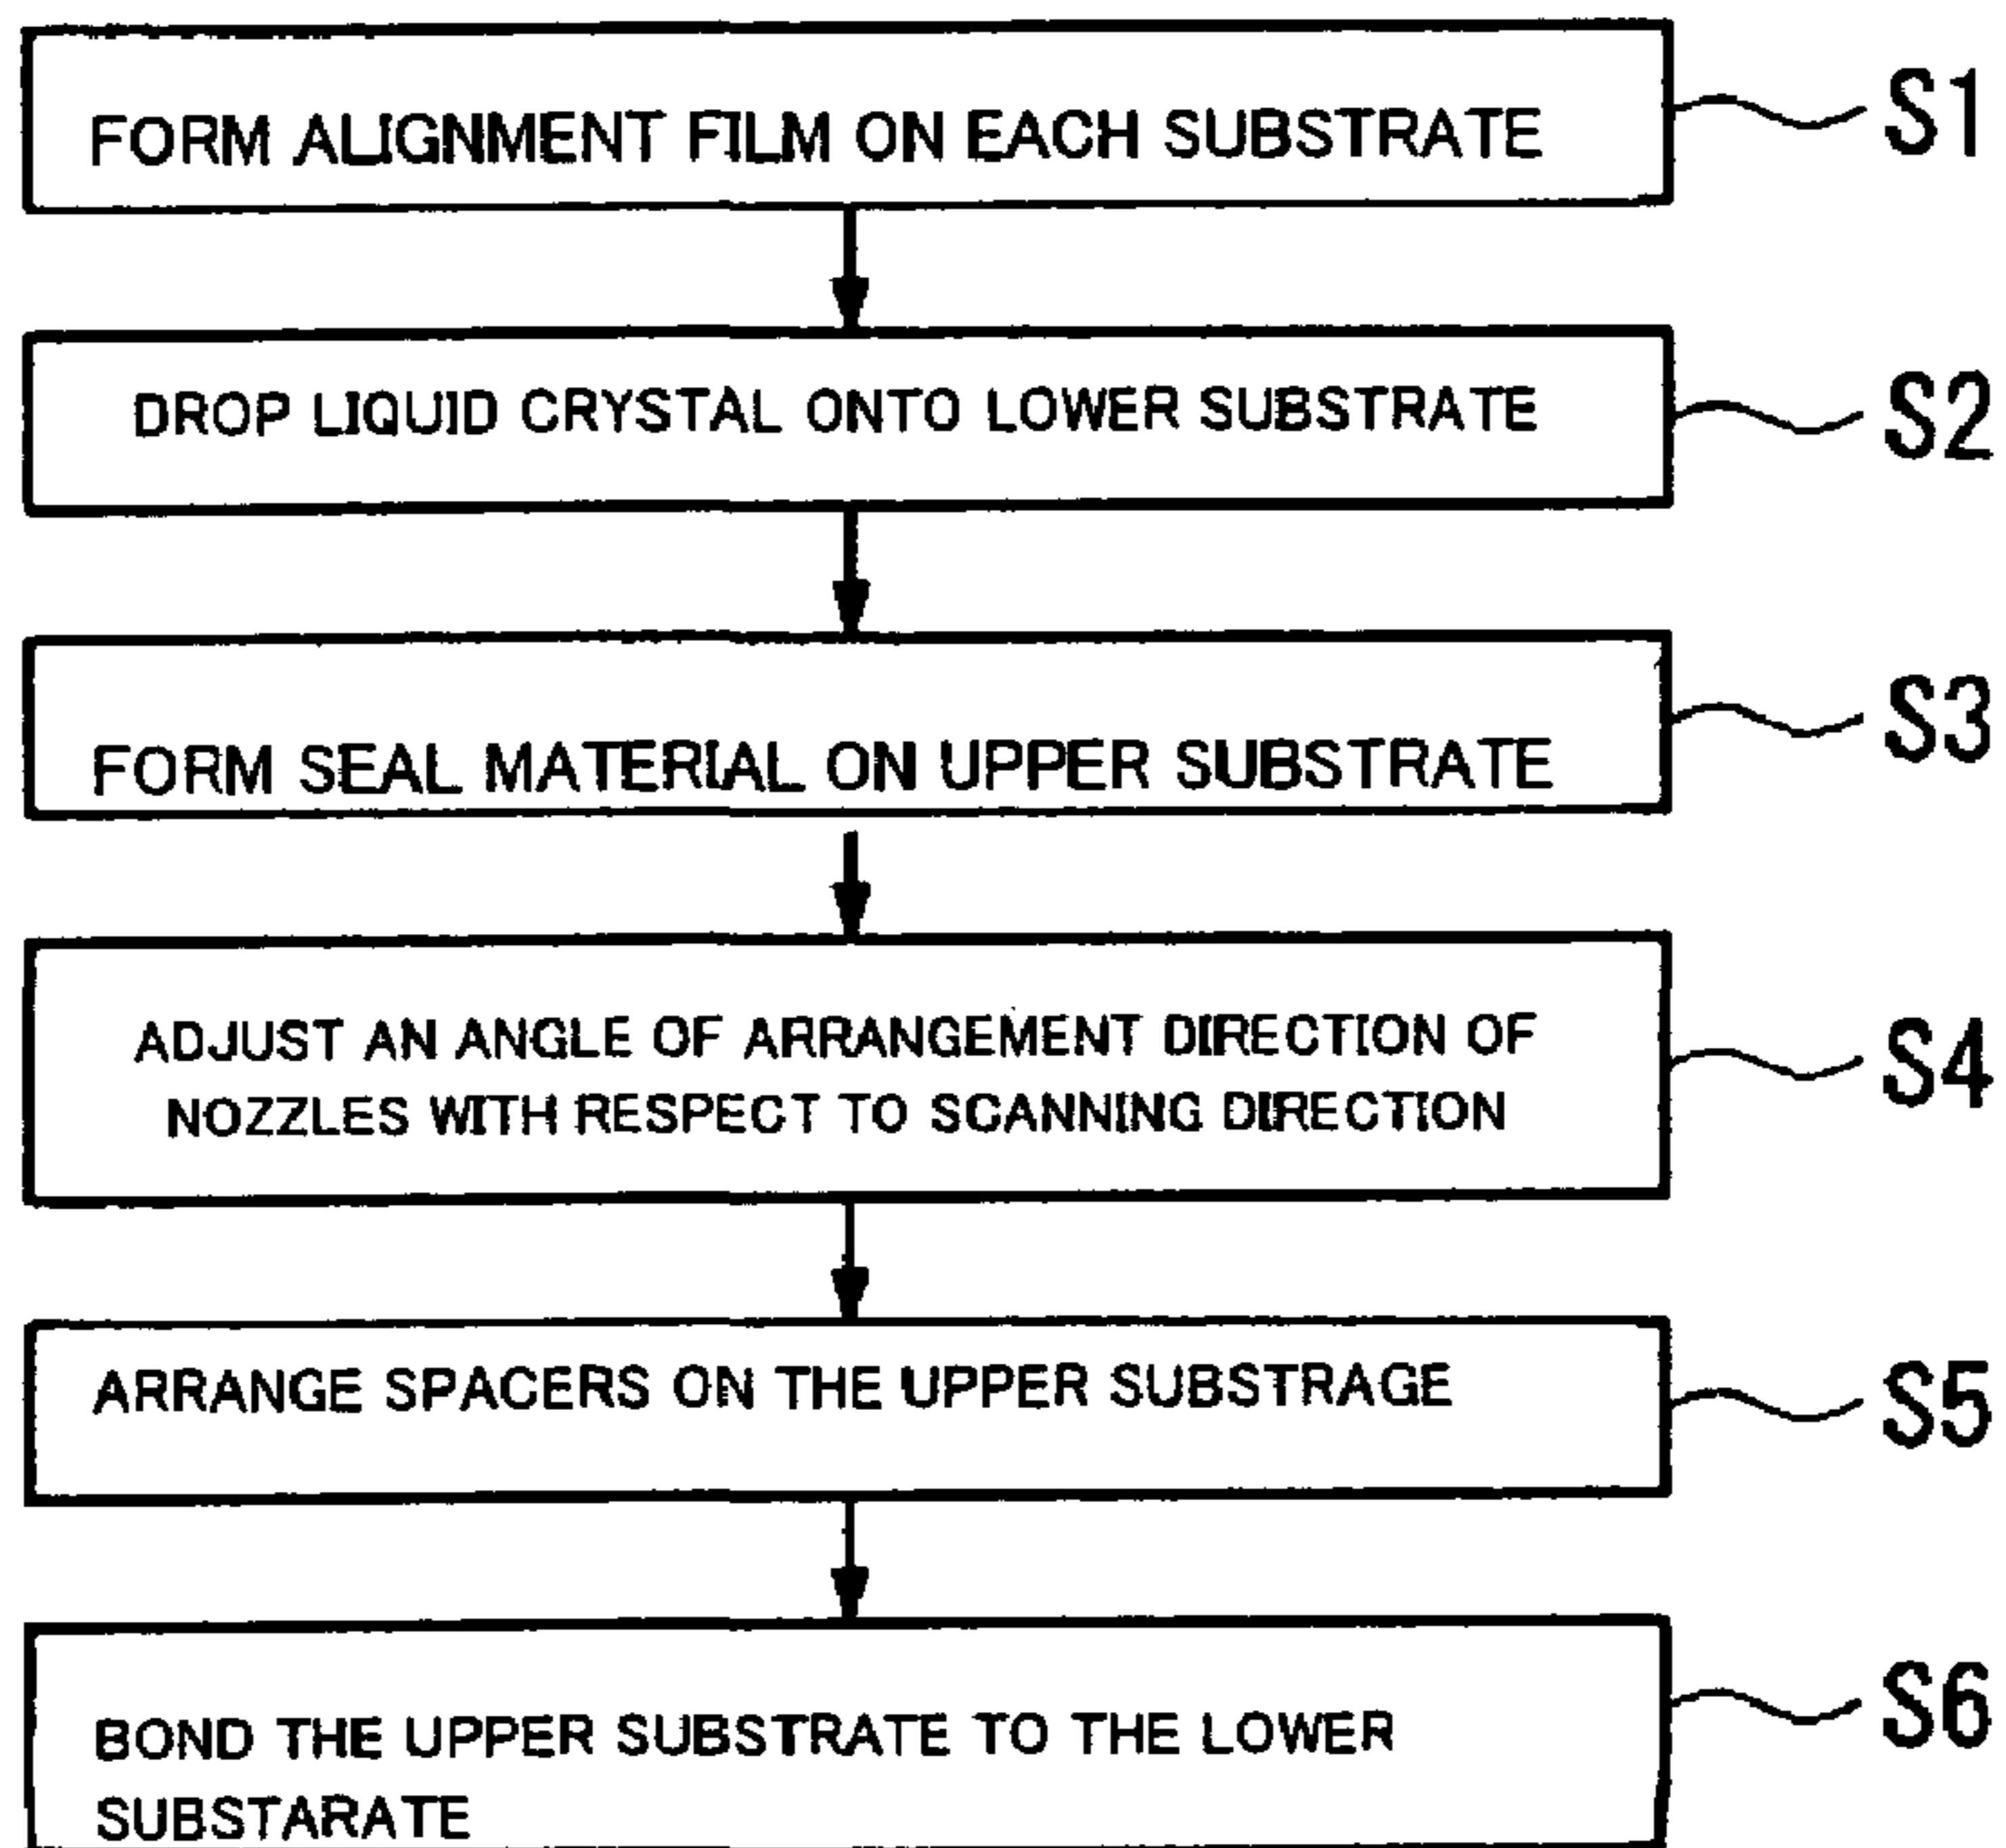 FORM ALIGNMENT FILM ON EACH SUBSTRATE
S1
DROP LIQUID CRYSTAL ONTO LOWER SUBSTRATE
S2
FORM SEAL MATERIAL ON UPPER SUBSTRATE
S3
ADJUST AN ANGLE OF ARRANGEMENT DIRECTION OF
NOZZLES WITH RESPECT TO SCANNING DIRECTION
S4
ARRANGE SPACERS ON THE UPPER SUBSTRAGE
S5
BOND THE UPPER SUBSTRATE TO THE LOWER
SUBSTARATE
S6